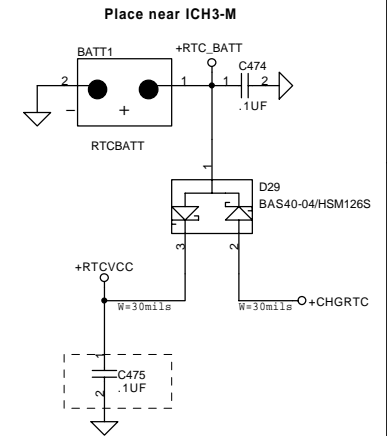 Place near ICH3-M
BATT1
+RTC_BATT
2
1
1
C474
2
.1UF
-
+
RTCBATT
1
D29
BAS40-04/HSM126S
3
2
+RTCVCC
W=30mils
W=30mils
+CHGRTC
1
C475
.1UF
2